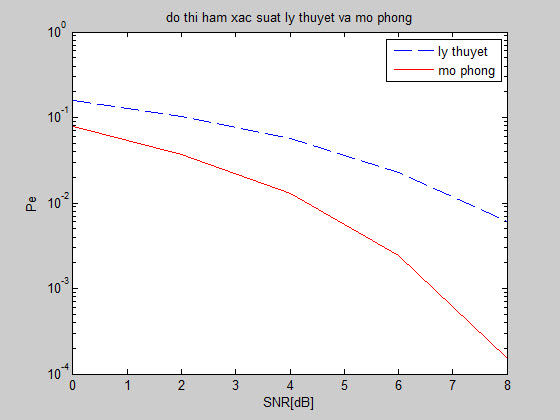 do thi ham xac suat ly thuyet va mo phong
ly thuyet
mo phong
10^0
10^-1
10^-2
10^-3
10^-4
Pe
0 1 2 3 4 5 6 7 8
SNR[dB]